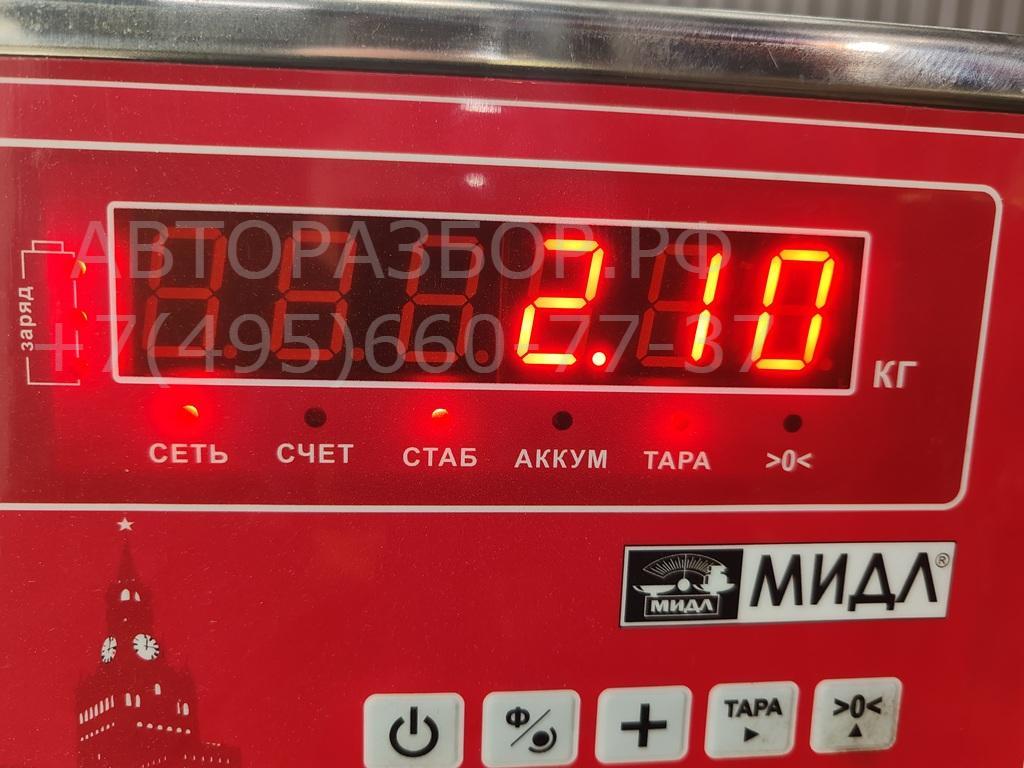 АВТОРАЗБОР.РФ
+7(495)660-77-37
заряд
2.10
КГ
СЕТЬ СЧЕТ СТАБ АККУМ ТАРА >0<
МИДЛ МИДЛ®
Ф ТАРА >0<